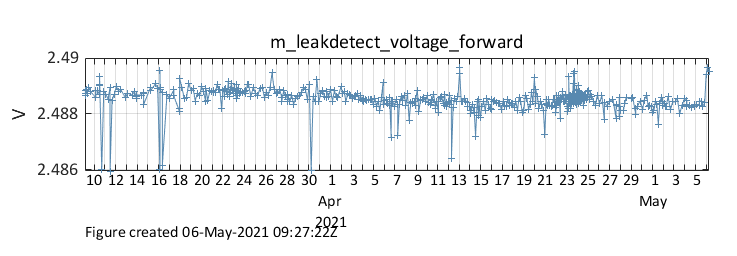 m_leakdetect_voltage_forward
2.49
2.488
2.486
V
10 12 14 16 18 20 22 24 26 28 30 1 3 5 7 9 11 13 15 17 19 21 23 25 27 29 1 3 5
Apr May
2021
Figure created 06-May-2021 09:27:22Z